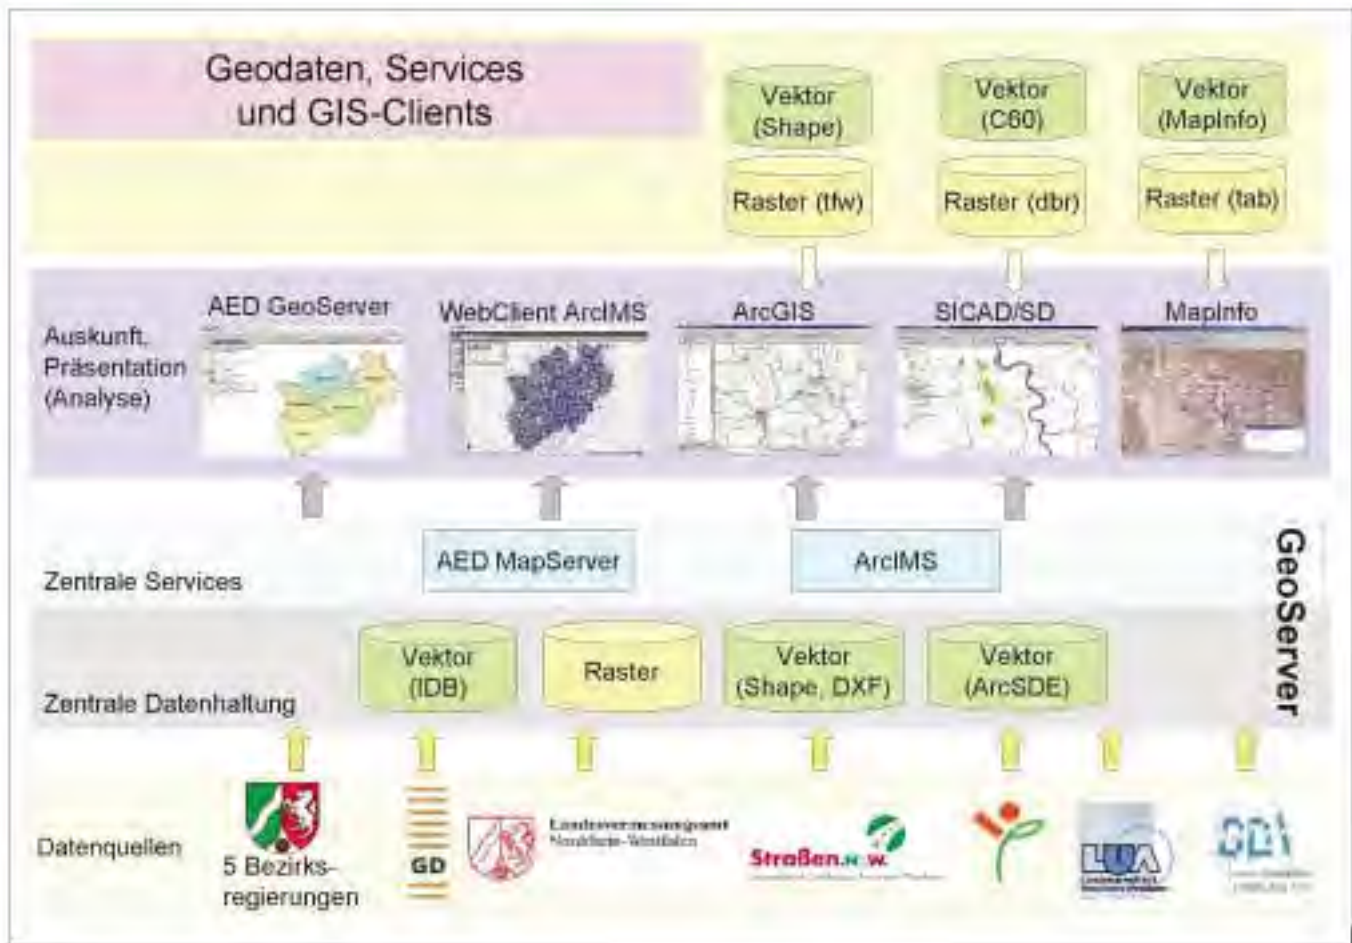 Geodaten, Services
und GIS-Clients
Vektor
(Shape)
Vektor
(C60)
Vektor
(MapInfo)
Raster (tfw)
Raster (dbr)
Raster (tab)
Auskunft,
Präsentation
(Analyse)
AED GeoServer
WebClient ArcIMS
ArcGIS
SICAD/SD
MapInfo
Zentrale Services
AED MapServer
ArcIMS
GeoServer
Zentrale Datenhaltung
Vektor
(IDB)
Raster
Vektor
(Shape, DXF)
Vektor
(ArcSDE)
Datenquellen
5 Bezirks-
regierungen
GD
Landesvermessungsamt
Nordrhein-Westfalen
Straßen.NRW.
LUA